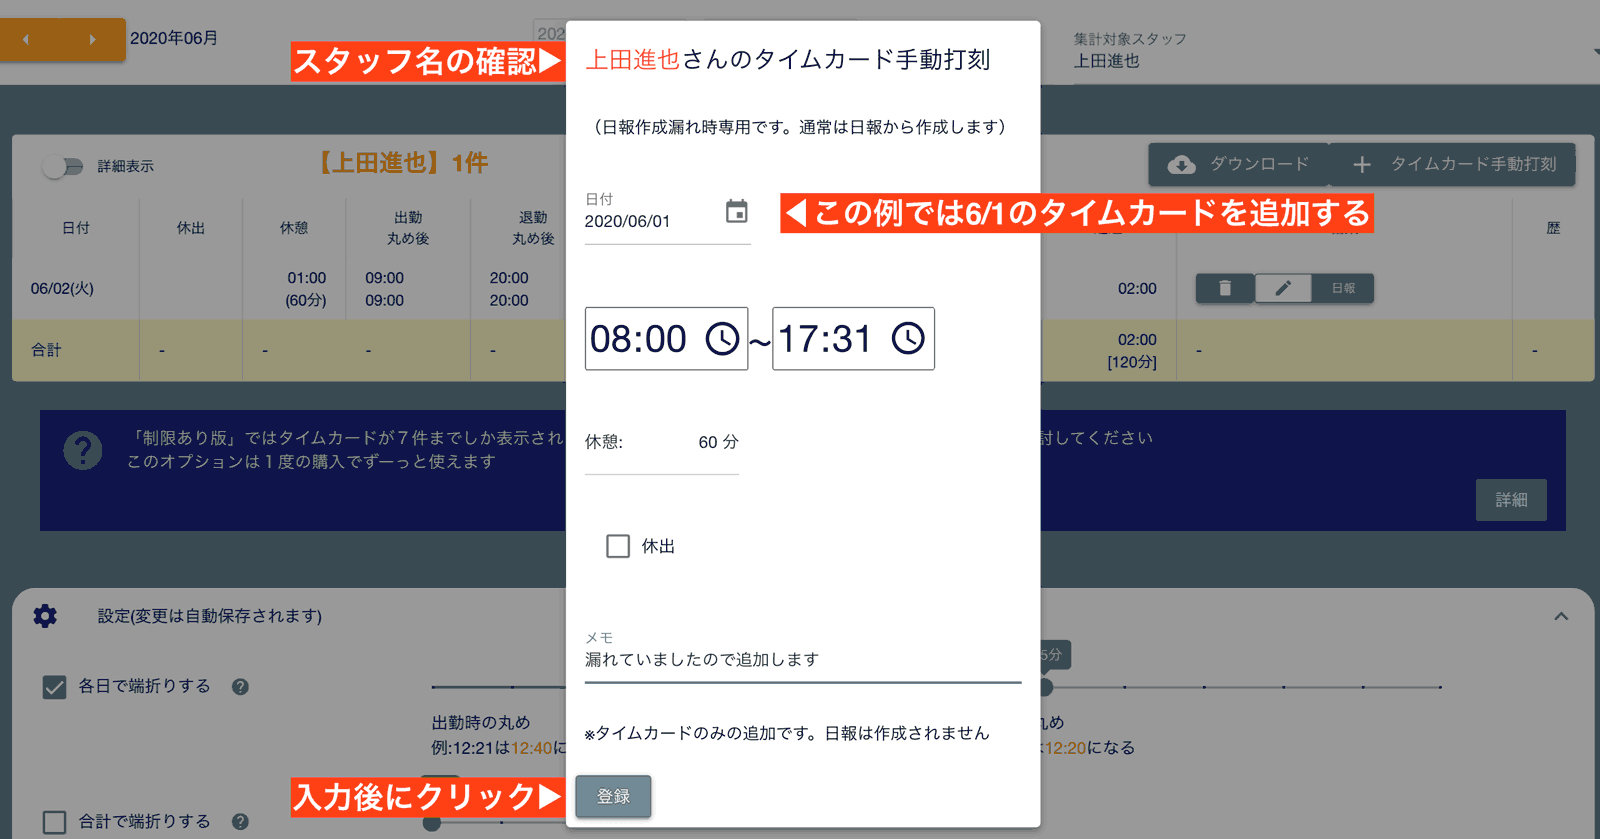 2020年06月
202
集計対象スタッフ
上田進也
スタッフ名の確認▶
上田進也さんのタイムカード手動打刻
（日報作成漏れ時専用です。通常は日報から作成します）
詳細表示
【上田進也】1件
ダウンロード
＋ タイムカード手動打刻
日付
2020/06/01
◀この例では6/1のタイムカードを追加する
日付
休出
休憩
出勤
丸め後
退勤
丸め後
歴
06/02(火)
01:00
(60分)
09:00
09:00
20:00
20:00
02:00
日報
08:00
～
17:31
合計
-
-
-
-
02:00
[120分]
-
-
「制限あり版」ではタイムカードが７件までしか表示され
討してください
このオプションは１度の購入でずーっと使えます
詳細
休憩:
60 分
休出
設定(変更は自動保存されます)
メモ
漏れていましたので追加します
5分
各日で端折りする
出勤時の丸め
例:12:21は12:40に
丸め
は12:20になる
※タイムカードのみの追加です。日報は作成されません
入力後にクリック▶
登録
合計で端折りする